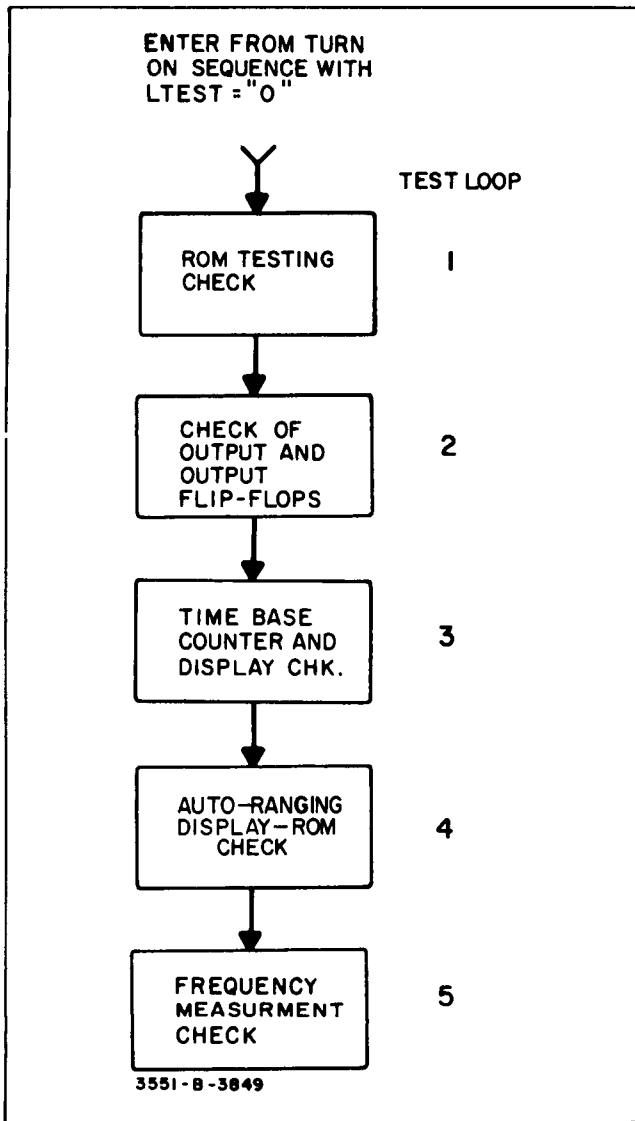 ENTER FROM TURN
ON SEQUENCE WITH
LTEST = "O"
TEST LOOP
ROM TESTING
CHECK
1
CHECK OF
OUTPUT AND
OUTPUT
FLIP-FLOPS
2
TIME BASE
COUNTER AND
DISPLAY CHK.
3
AUTO-RANGING
DISPLAY-ROM
CHECK
4
FREQUENCY
MEASURMENT
CHECK
5
3551-B-3849